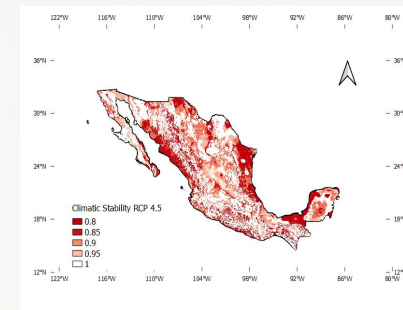 122°W 116°W 110°W 104°W 98°W 92°W 86°W 80°W
36°N 36°N
30°N 30°N
24°N 24°N
Climatic Stability RCP 4.5
0.8
0.85
18°N 18°N
0.9
0.95
1
12°N 12°N
122°W 116°W 110°W 104°W 98°W 92°W 86°W 80°W